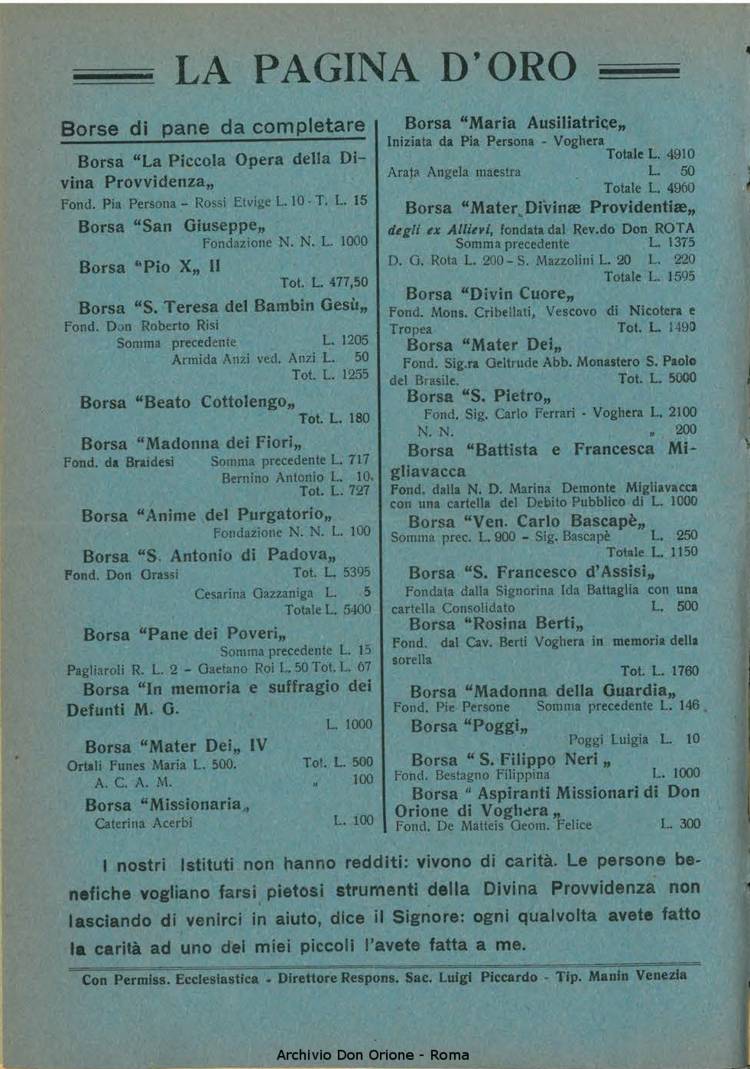 LA PAGINA D'ORO
Borse di pane da completare
Borsa “La Piccola Opera della Di-
vina Provvidenza„
Fond. Pia Persona - Rossi Etvige L. 10 - T. L. 15
Borsa “San Giuseppe„
Fondazione N. N. L. 1000
Borsa “Pio X„ II
Tot. L. 477,50
Borsa “S. Teresa del Bambin Gesù„
Fond. Don Roberto Risi
Somma precedente L. 1205
Armida Anzi ved. Anzi L. 50
Tot. L. 1255
Borsa “Beato Cottolengo„
Tot. L. 180
Borsa “Madonna dei Fiori„
Fond. da Braidesi Somma precedente L. 717
Bernino Antonio L. 10.
Tot. L. 727
Borsa “Anime del Purgatorio„
Fondazione N. N. L. 100
Borsa “S. Antonio di Padova„
Fond. Don Grassi Tot. L. 5395
Cesarina Gazzaniga L. 5
Totale L. 5400
Borsa “Pane dei Poveri„
Somma precedente L. 15
Pagliaroli R. L. 2 - Gaetano Roi L. 50 Tot. L. 67
Borsa “In memoria e suffragio dei
Defunti M. G.
L. 1000
Borsa “Mater Dei„ IV
Ortali Funes Maria L. 500. Tot. L. 500
A. C. A. M. „ 100
Borsa “Missionaria„
Caterina Acerbi L. 100
Borsa “Maria Ausiliatrice„
Iniziata da Pia Persona - Voghera
Totale L. 4910
Arata Angela maestra L. 50
Totale L. 4960
Borsa “Mater Divinæ Providentiæ„
degli ex Allievi, fondata dal Rev.do Don ROTA
Somma precedente L. 1375
D. G. Rota L. 200 - S. Mazzolini L. 20 L. 220
Totale L. 1595
Borsa “Divin Cuore„
Fond. Mons. Cribellati, Vescovo di Nicotera e
Tropea Tot. L. 1490
Borsa “Mater Dei„
Fond. Sig.ra Geltrude Abb. Monastero S. Paolo
del Brasile. Tot. L. 5000
Borsa “S. Pietro„
Fond. Sig. Carlo Ferrari - Voghera L. 2100
N. N. „ 200
Borsa “Battista e Francesca Mi-
gliavacca
Fond. dalla N. D. Marina Demonte Migliavacca
con una cartella del Debito Pubblico di L. 1000
Borsa “Ven. Carlo Bascapè„
Somma prec. L. 900 - Sig. Bascapè L. 250
Totale L. 1150
Borsa “S. Francesco d'Assisi„
Fondata dalla Signorina Ida Battaglia con una
cartella Consolidato L. 500
Borsa “Rosina Berti„
Fond. dal Cav. Berti Voghera in memoria della
sorella
Tot. L. 1760
Borsa “Madonna della Guardia„
Fond. Pie Persone Somma precedente L. 146
Borsa “Poggi„
Poggi Luigia L. 10
Borsa “ S. Filippo Neri „
Fond. Bestagno Filippina L. 1000
Borsa “ Aspiranti Missionari di Don
Orione di Voghera „
Fond. De Matteis Geom. Felice L. 300
I nostri Istituti non hanno redditi: vivono di carità. Le persone be-
nefiche vogliano farsi pietosi strumenti della Divina Provvidenza non
lasciando di venirci in aiuto, dice il Signore: ogni qualvolta avete fatto
la carità ad uno dei miei piccoli l'avete fatta a me.
Con Permiss. Ecclesiastica - Direttore Respons. Sac. Luigi Piccardo - Tip. Manin Venezia
Archivio Don Orione - Roma